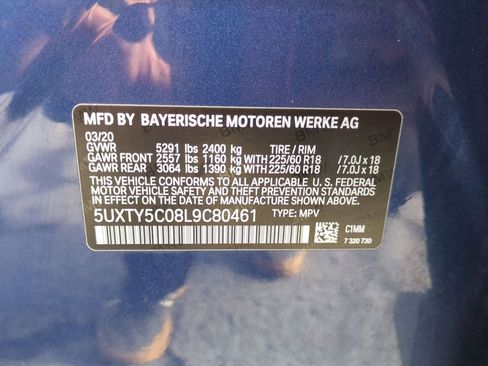 MFD BY BAYERISCHE MOTOREN WERKE AG
03/20
GVWR 5291 lbs 2400 kg TIRE / RIM
GAWR FRONT 2557 lbs 1160 kg WITH 225/60 R18 /7.0J x 18
GAWR REAR 3064 lbs 1390 kg WITH 225/60 R18 /7.0J x 18
THIS VEHICLE CONFORMS TO ALL APPLICABLE U.S. FEDERAL
MOTOR VEHICLE SAFETY AND THEFT PREVENTION STANDARDS
IN EFFECT ON THE DATE OF MANUFACTURE SHOWN ABOVE.
5UXTY5C08L9C80461 TYPE: MPV
C1MM
7 320 730